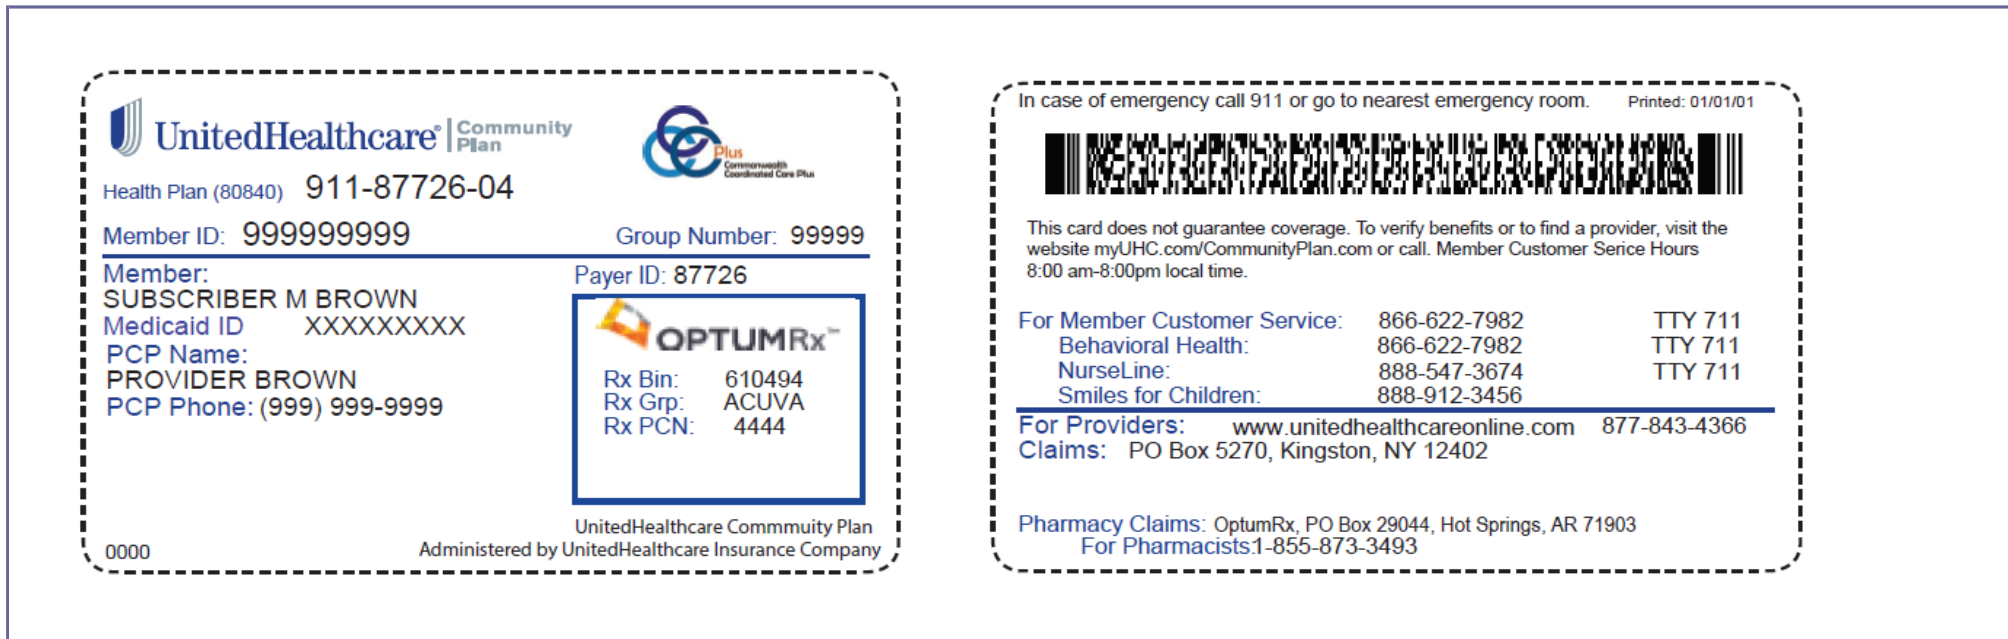 UnitedHealthcare® Community Plan
CCC Plus
Commonwealth
Coordinated Care Plus
Health Plan (80840) 911-87726-04
Member ID: 999999999 Group Number: 99999
Member:
SUBSCRIBER M BROWN
Medicaid ID XXXXXXXXX
PCP Name:
PROVIDER BROWN
PCP Phone: (999) 999-9999
Payer ID: 87726
OPTUMRx™
Rx Bin: 610494
Rx Grp: ACUVA
Rx PCN: 4444
0000
UnitedHealthcare Commmuity Plan
Administered by UnitedHealthcare Insurance Company
In case of emergency call 911 or go to nearest emergency room. Printed: 01/01/01
This card does not guarantee coverage. To verify benefits or to find a provider, visit the
website myUHC.com/CommunityPlan.com or call. Member Customer Serice Hours
8:00 am-8:00pm local time.
For Member Customer Service: 866-622-7982 TTY 711
Behavioral Health: 866-622-7982 TTY 711
NurseLine: 888-547-3674 TTY 711
Smiles for Children: 888-912-3456
For Providers: www.unitedhealthcareonline.com 877-843-4366
Claims: PO Box 5270, Kingston, NY 12402
Pharmacy Claims: OptumRx, PO Box 29044, Hot Springs, AR 71903
For Pharmacists:1-855-873-3493